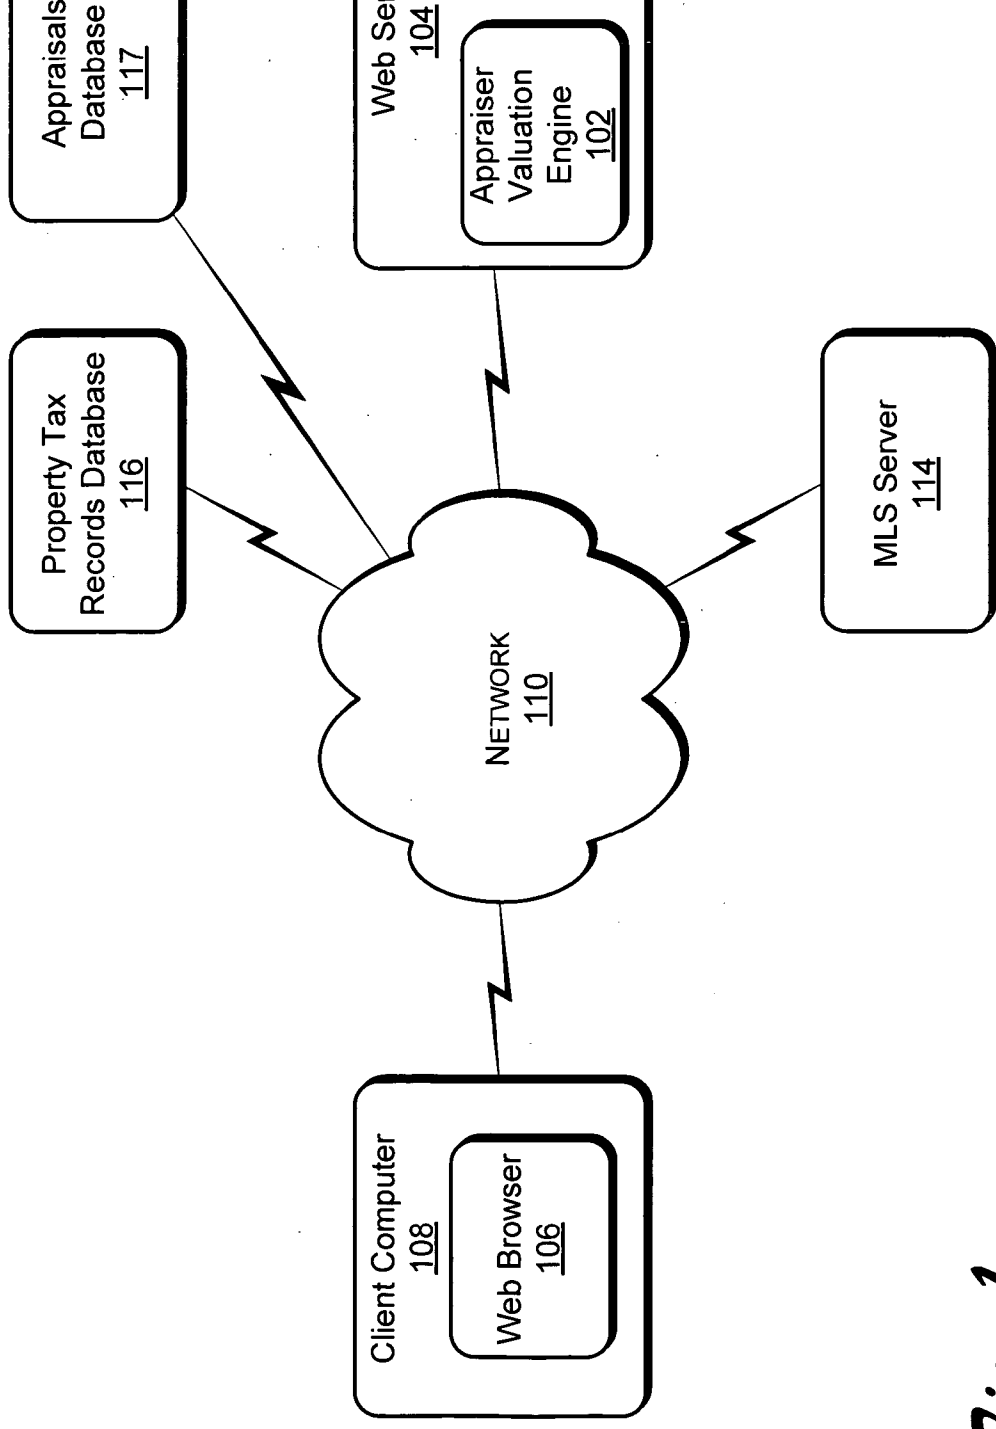 Property Tax
Records Database
116
Appraisals
Database
117
Client Computer
108
Web Browser
106
NETWORK
110
Web Ser
104
Appraiser
Valuation
Engine
102
MLS Server
114